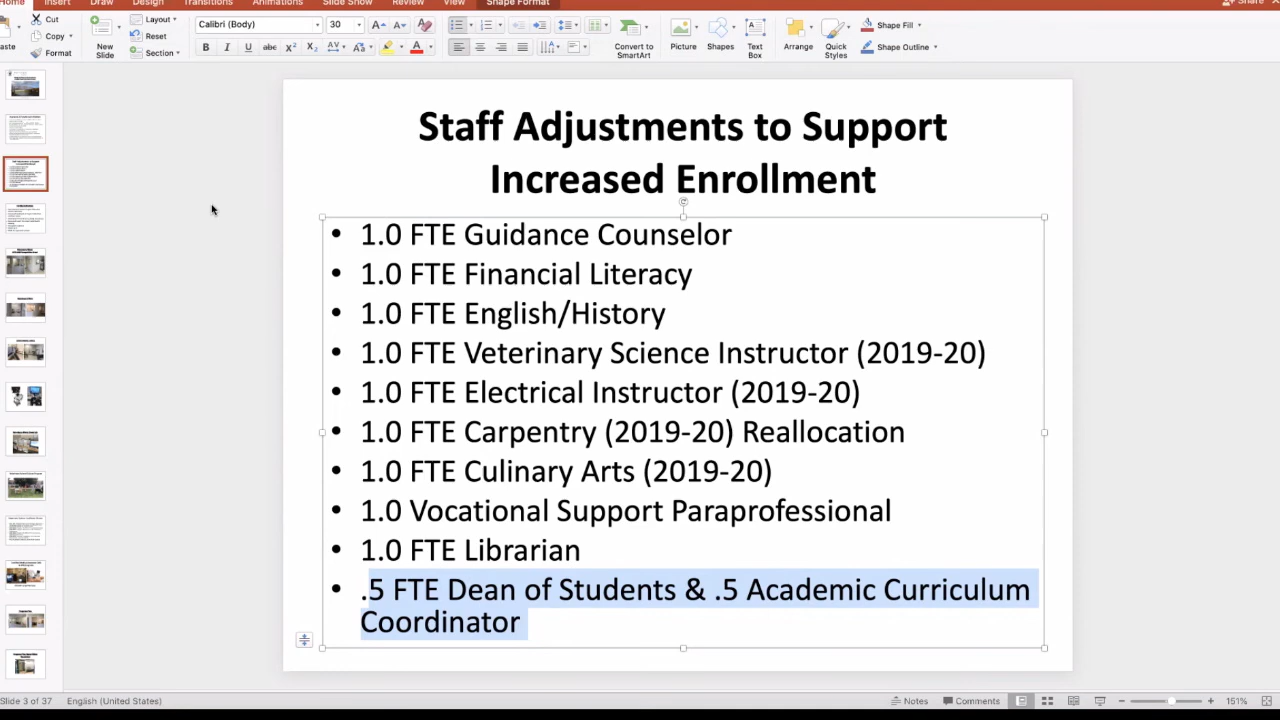 Home Insert Draw Design Transitions Animations Slide Show Review View Shape Format Share
Cut
Copy
Format
New Slide
Layout
Reset
Section
Calibri (Body) 30
Convert to SmartArt
Picture
Shapes
Text Box
Arrange
Quick Styles
Shape Fill
Shape Outline
Staff Adjustments to Support
Increased Enrollment
• 1.0 FTE Guidance Counselor
• 1.0 FTE Financial Literacy
• 1.0 FTE English/History
• 1.0 FTE Veterinary Science Instructor (2019-20)
• 1.0 FTE Electrical Instructor (2019-20)
• 1.0 FTE Carpentry (2019-20) Reallocation
• 1.0 FTE Culinary Arts (2019-20)
• 1.0 Vocational Support Paraprofessional
• 1.0 FTE Librarian
• .5 FTE Dean of Students & .5 Academic Curriculum
Coordinator
Slide 3 of 37 English (United States) Notes Comments 151%